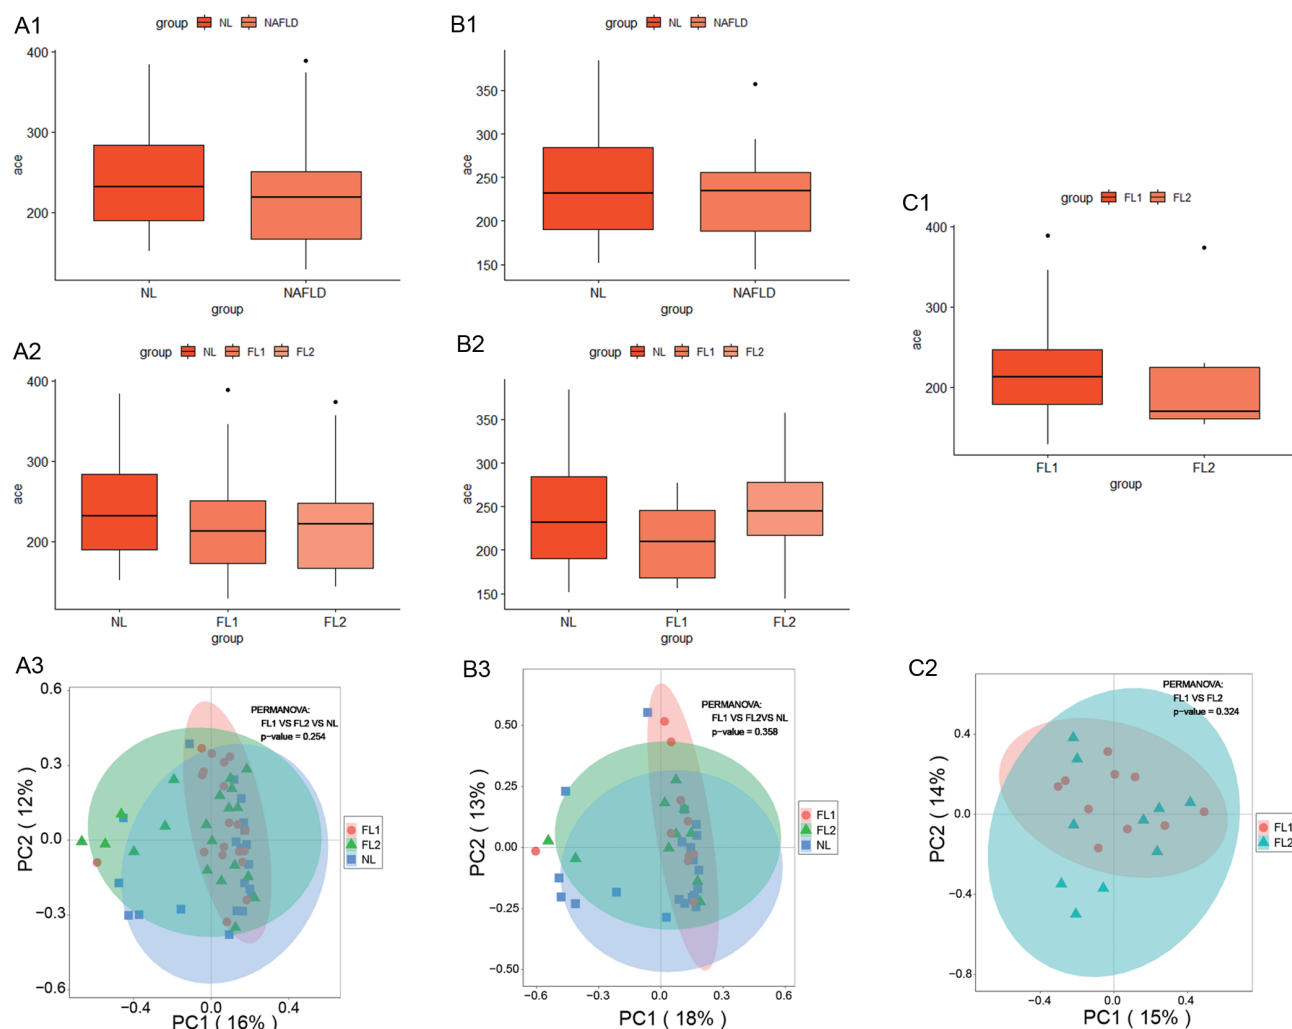 A1
group NL NAFLD
400
300
200
ace
NL NAFLD
group
B1
group NL NAFLD
350
300
250
200
150
ace
NL NAFLD
group
C1
group FL1 FL2
400
300
200
ace
FL1 FL2
group
A2
group NL FL1 FL2
400
300
200
ace
NL FL1 FL2
group
B2
group NL FL1 FL2
350
300
250
200
150
ace
NL FL1 FL2
group
A3
PERMANOVA:
FL1 VS FL2 VS NL
p-value = 0.254
0.6
0.3
0.0
−0.3
−0.6
PC2 ( 12% )
−0.4 0.0 0.4
PC1 ( 16% )
FL1
FL2
NL
B3
PERMANOVA:
FL1 VS FL2VS NL
p-value = 0.358
0.50
0.25
0.00
−0.25
−0.50
PC2 ( 13% )
−0.6 −0.3 0.0 0.3 0.6
PC1 ( 18% )
FL1
FL2
NL
C2
PERMANOVA:
FL1 VS FL2
p-value = 0.324
0.4
0.0
−0.4
−0.8
PC2 ( 14% )
−0.4 0.0 0.4
PC1 ( 15% )
FL1
FL2